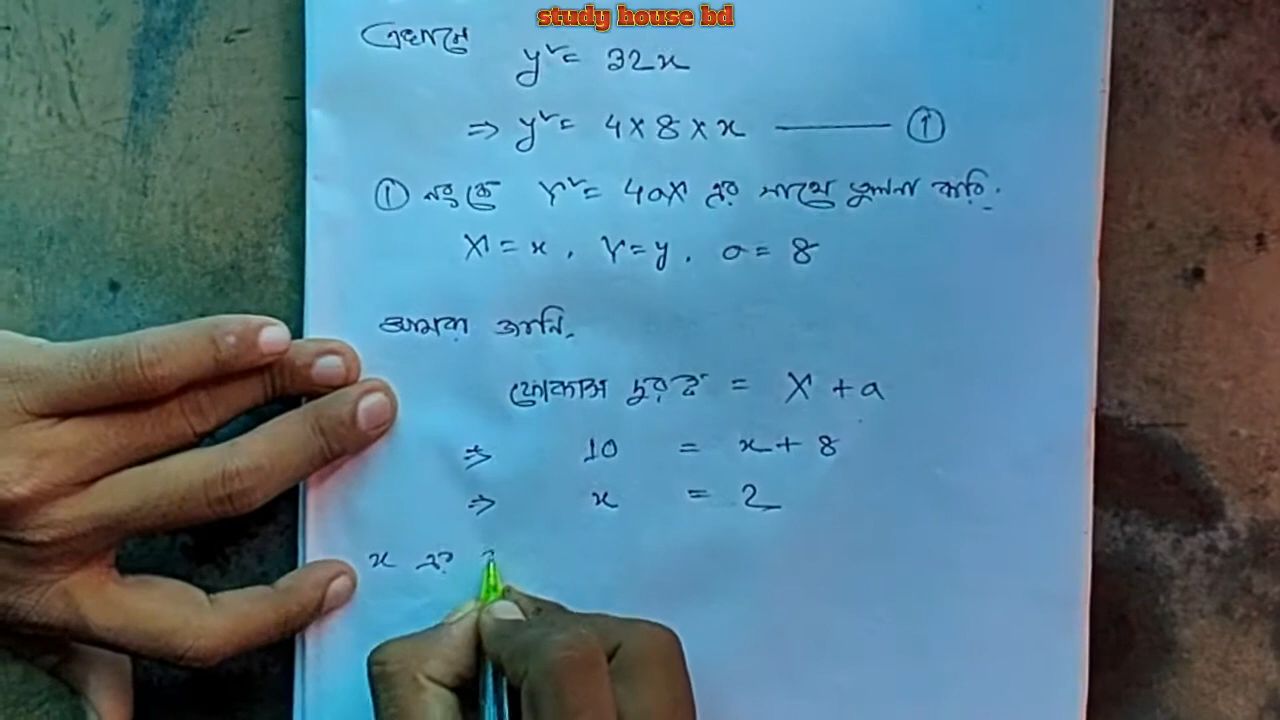 study house bd
এখানে
y² = 32x
⇒ y² = 4 × 8 × x ——— ①
① নং কে Y² = 4aX এর সাথে তুলনা করি.
X = x, Y = y, a = 8
আমরা জানি,
ফোকাস দূরত্ব = X + a
⇒ 10 = x + 8
⇒ x = 2
x এর